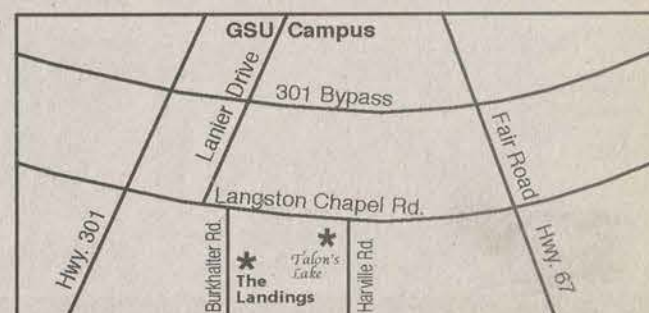 GSU Campus
Lanier Drive
301 Bypass
Fair Road
Langston Chapel Rd.
Hwy. 301
Burkhalter Rd.
*
The
Landings
*
Talon's
Lake
Harville Rd.
Hwy. 67